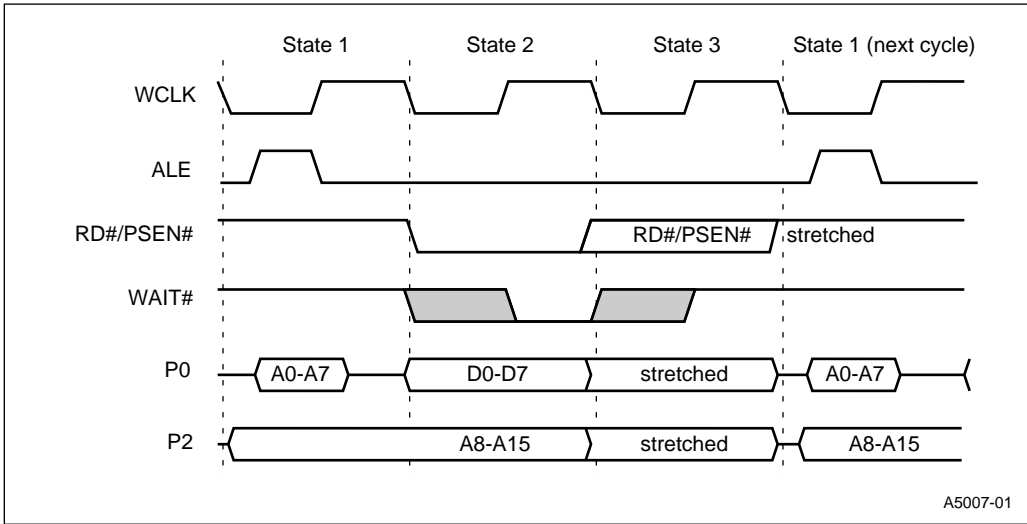 State 1 State 2 State 3 State 1 (next cycle)
WCLK
ALE
RD#/PSEN# RD#/PSEN# stretched
WAIT#
P0 A0-A7 D0-D7 stretched A0-A7
P2 A8-A15 stretched A8-A15
A5007-01